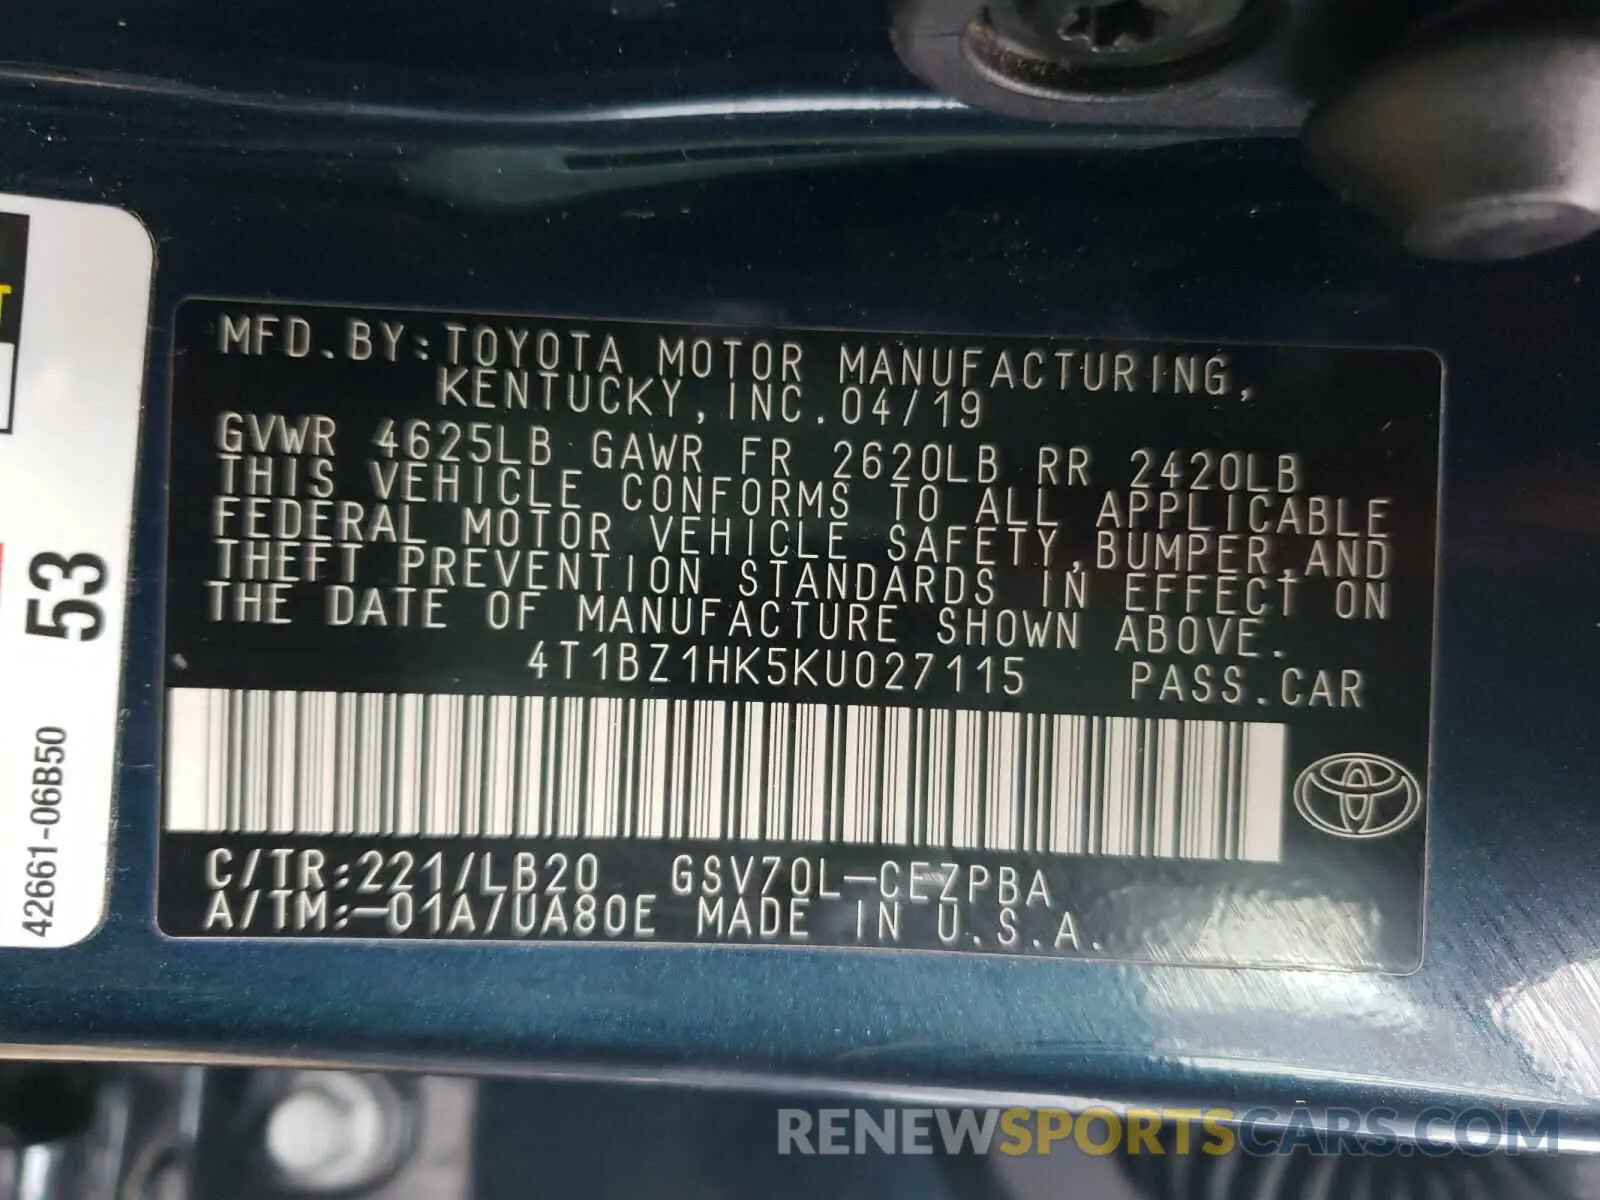 MFD.BY:TOYOTA MOTOR MANUFACTURING,
KENTUCKY,INC.04/19
GVWR 4625LB GAWR FR 2620LB RR 2420LB
THIS VEHICLE CONFORMS TO ALL APPLICABLE
FEDERAL MOTOR VEHICLE SAFETY,BUMPER,AND
THEFT PREVENTION STANDARDS IN EFFECT ON
THE DATE OF MANUFACTURE SHOWN ABOVE.
4T1BZ1HK5KU027115 PASS.CAR
C/TR:221/LB20 GSV70L-CEZPBA
A/TM:-01A/UA80E MADE IN U.S.A.
53
42661-06B50
RENEWSPORTSCARS.COM